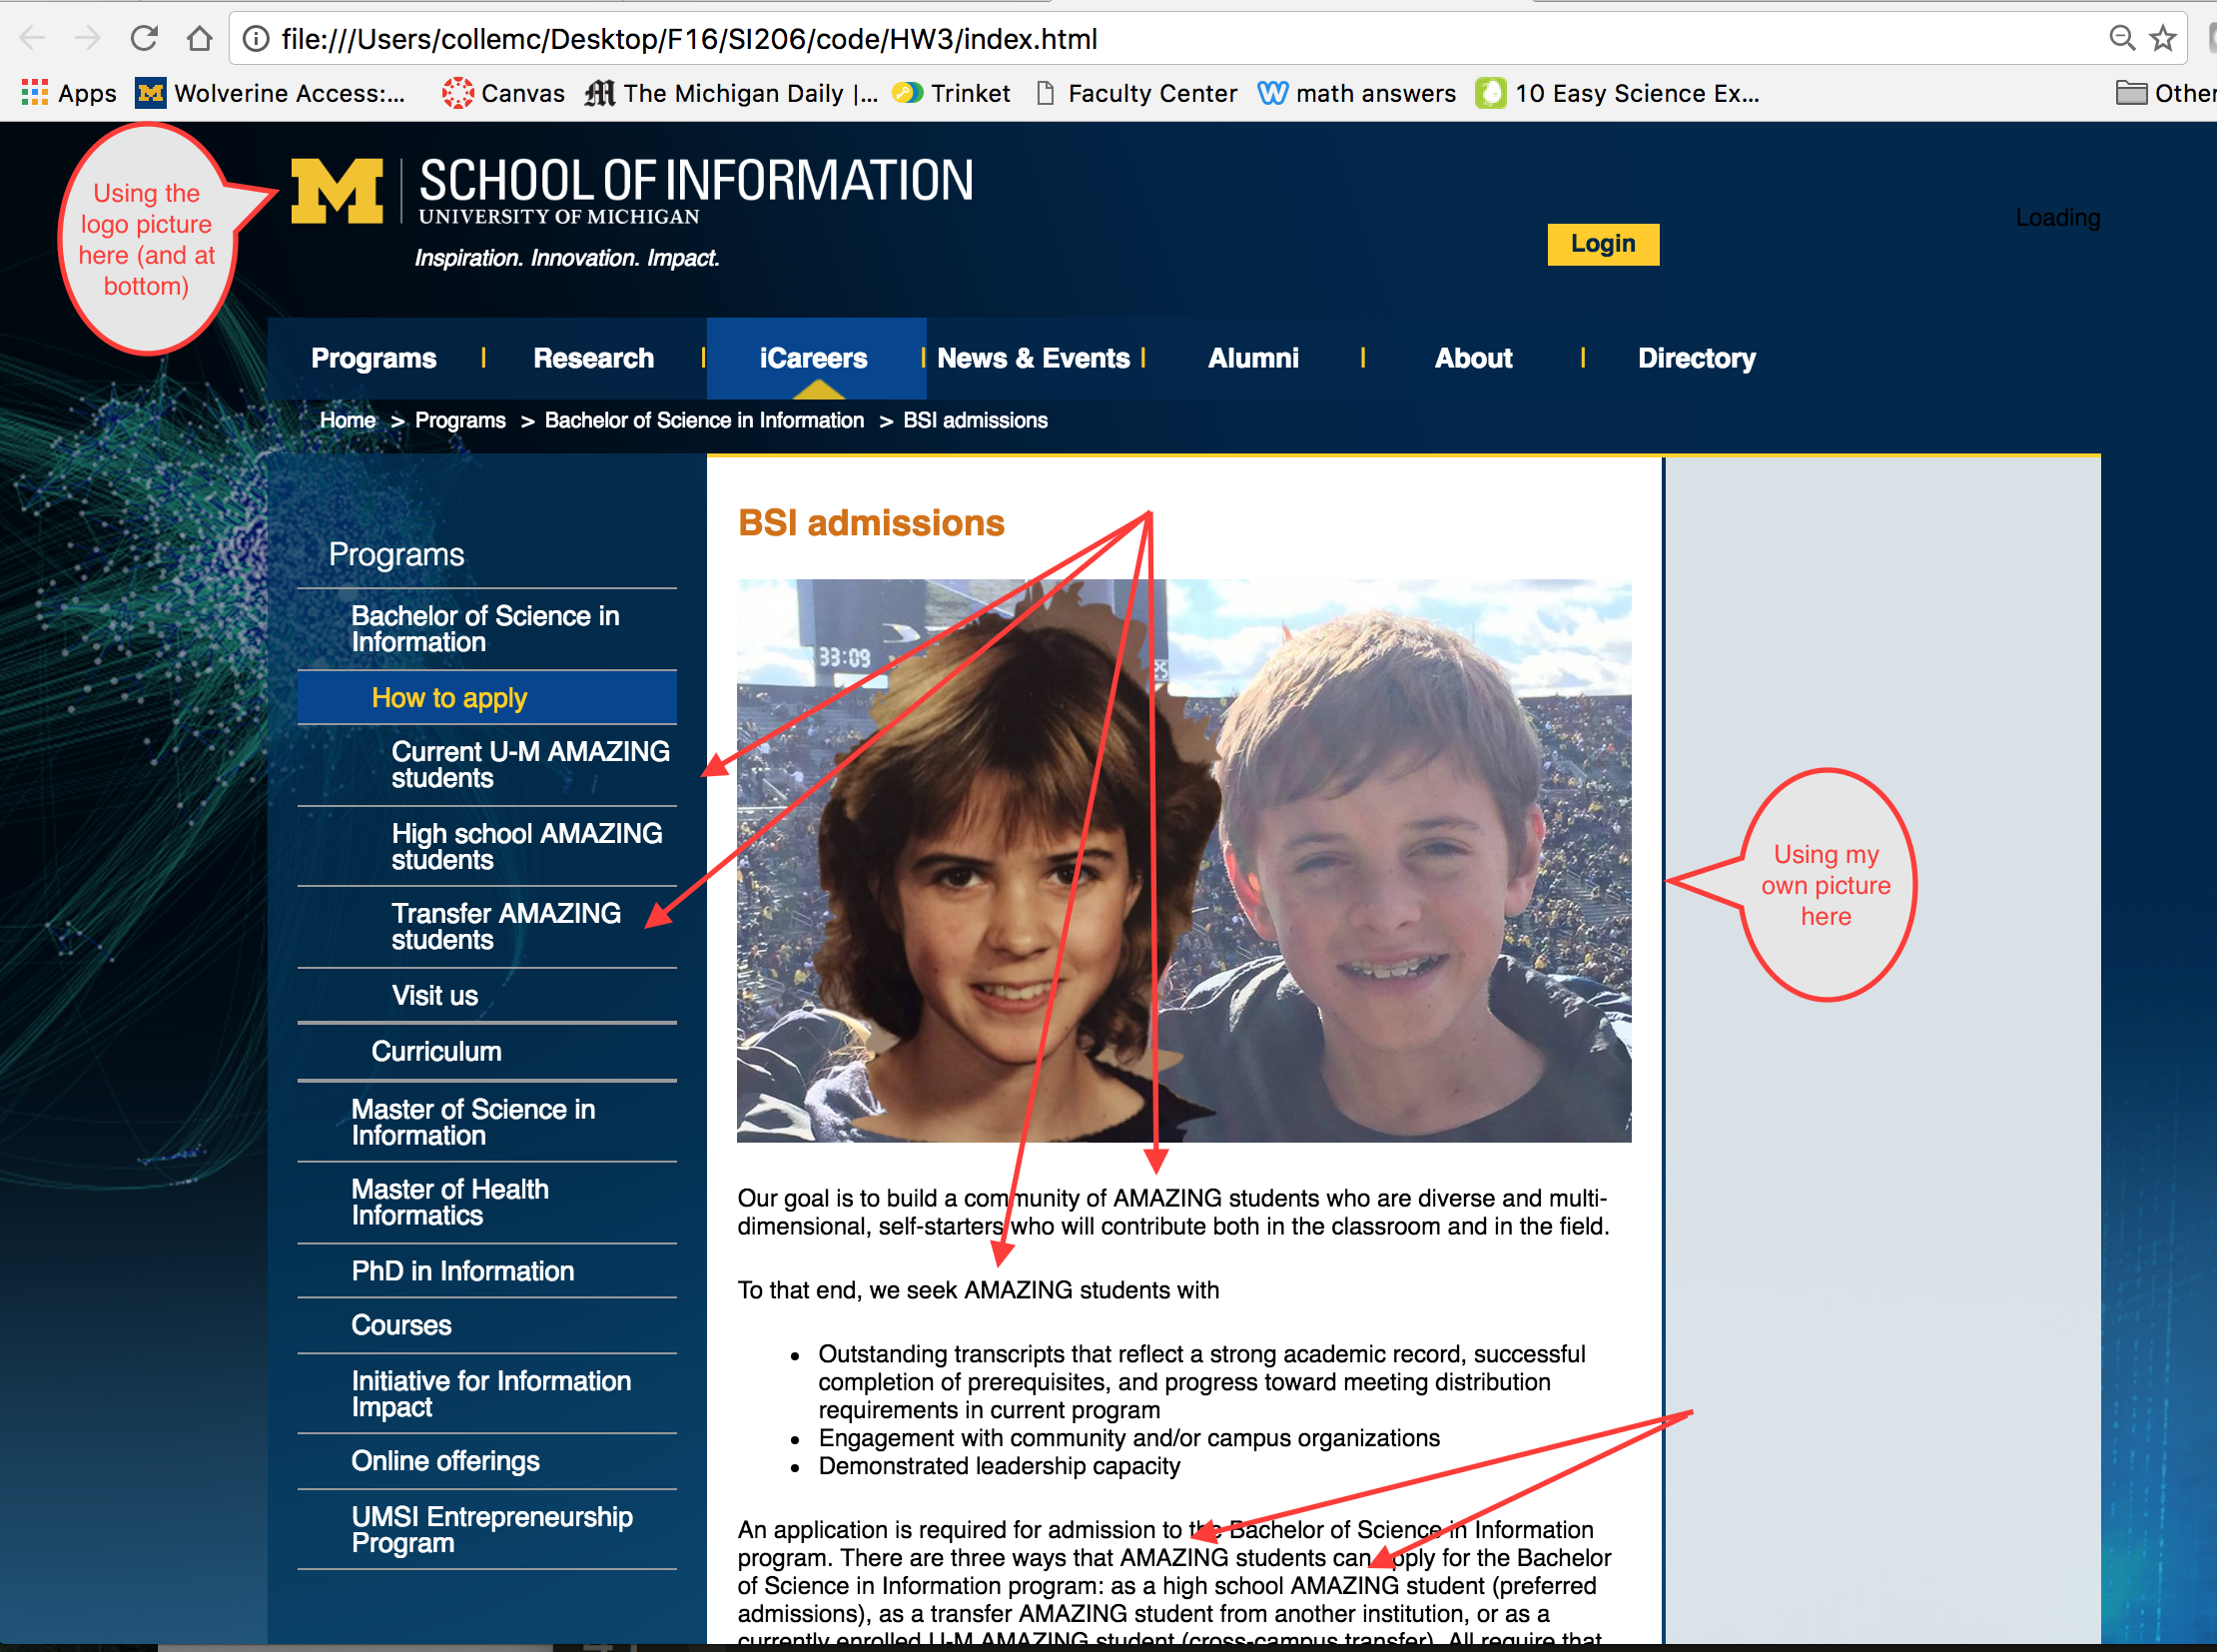 file:///Users/collemc/Desktop/F16/SI206/code/HW3/index.html
Apps Wolverine Access:... Canvas The Michigan Daily |... Trinket Faculty Center math answers 10 Easy Science Ex... Other
Using the
logo picture
here (and at
bottom)
M SCHOOL OF INFORMATION
UNIVERSITY OF MICHIGAN
Inspiration. Innovation. Impact.
Login
Loading
Programs | Research | iCareers | News & Events | Alumni | About | Directory
Home > Programs > Bachelor of Science in Information > BSI admissions
Programs
Bachelor of Science in
Information
How to apply
Current U-M AMAZING
students
High school AMAZING
students
Transfer AMAZING
students
Visit us
Curriculum
Master of Science in
Information
Master of Health
Informatics
PhD in Information
Courses
Initiative for Information
Impact
Online offerings
UMSI Entrepreneurship
Program
BSI admissions
33:09
Using my
own picture
here
Our goal is to build a community of AMAZING students who are diverse and multi-
dimensional, self-starters who will contribute both in the classroom and in the field.
To that end, we seek AMAZING students with
• Outstanding transcripts that reflect a strong academic record, successful
completion of prerequisites, and progress toward meeting distribution
requirements in current program
• Engagement with community and/or campus organizations
• Demonstrated leadership capacity
An application is required for admission to the Bachelor of Science in Information
program. There are three ways that AMAZING students can apply for the Bachelor
of Science in Information program: as a high school AMAZING student (preferred
admissions), as a transfer AMAZING student from another institution, or as a
currently enrolled U-M AMAZING student (cross-campus transfer). All require that